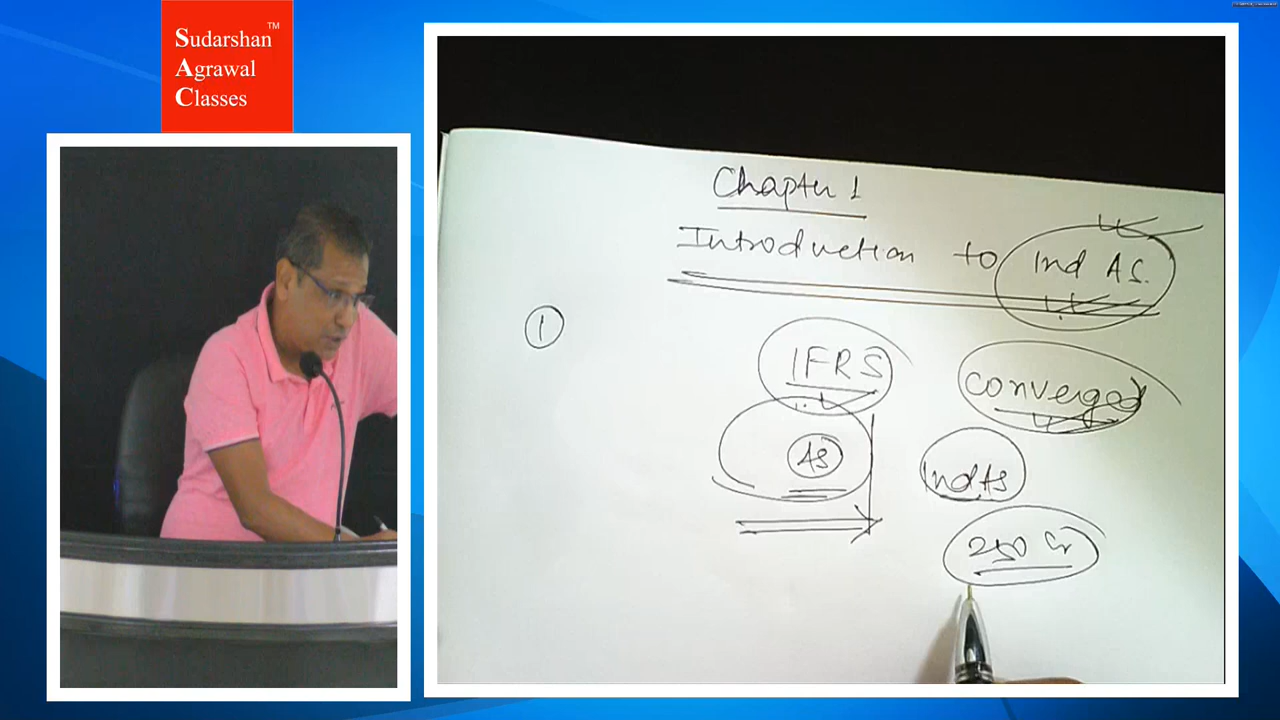 Sudarshan™
Agrawal
Classes
Chapter 1
Introduction to Ind AS.
1
IFRS
converged
AS
Ind AS
250 Cr